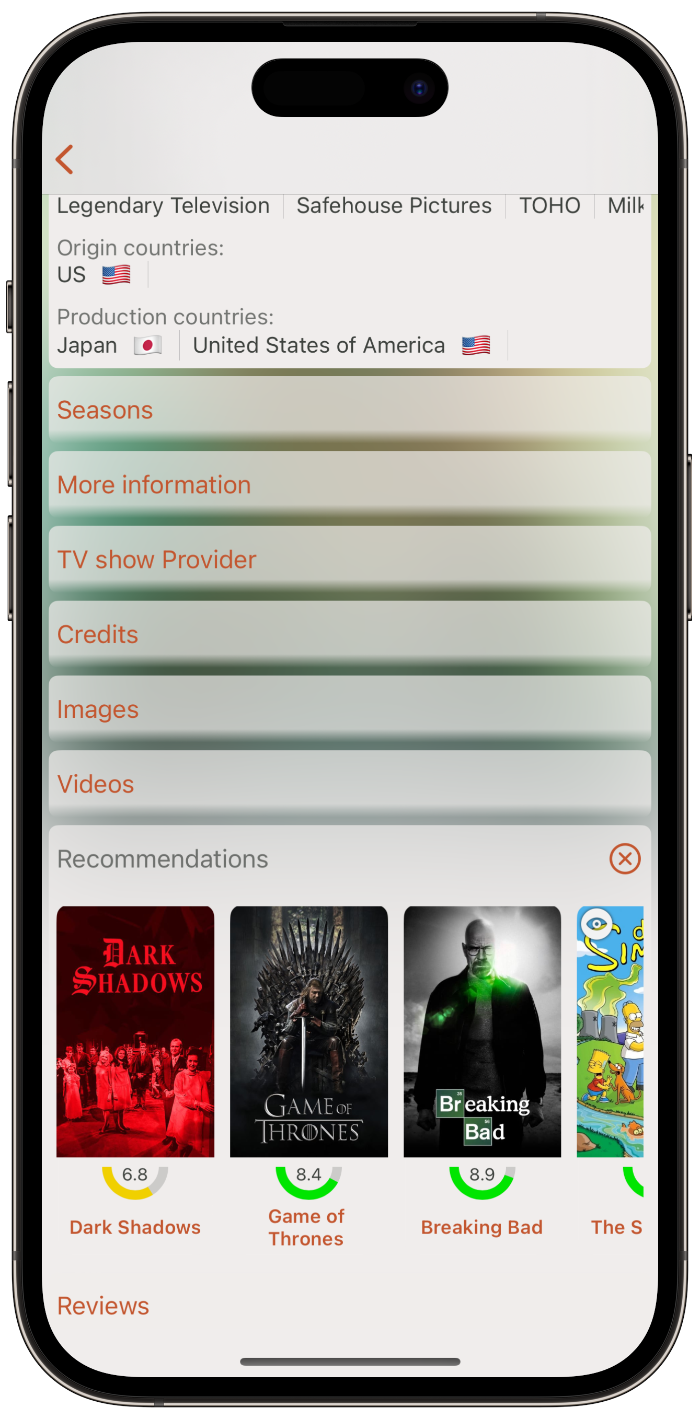 Legendary Television
Safehouse Pictures
TOHO
Milk
Origin countries:
US
Production countries:
Japan
United States of America
Seasons
More information
TV show Provider
Credits
Images
Videos
Recommendations
DARK
SHADOWS
GAME OF
THRONES
Breaking
Bad
6.8
8.4
8.9
Dark Shadows
Game of
Thrones
Breaking Bad
The S
Reviews